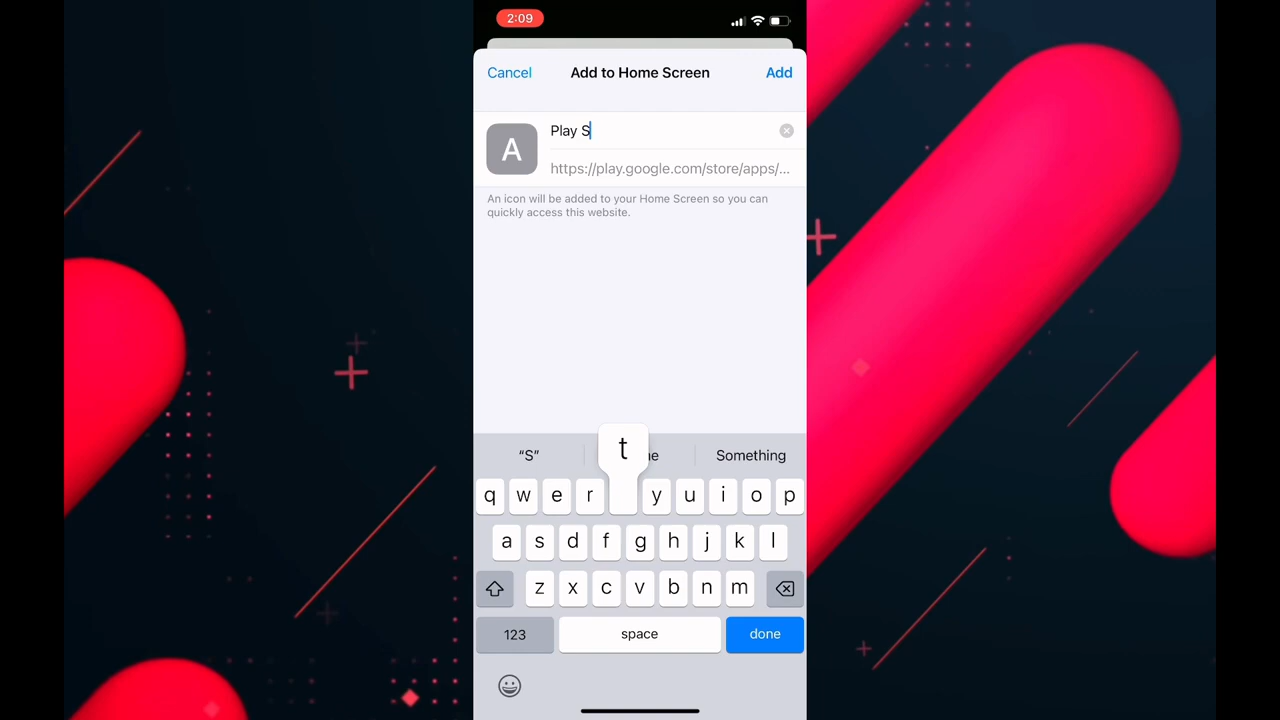 2:09
Cancel Add to Home Screen Add
A
Play S
https://play.google.com/store/apps/...
An icon will be added to your Home Screen so you can
quickly access this website.
t
“S” Something
q w e r y u i o p
a s d f g h j k l
z x c v b n m
123 space done